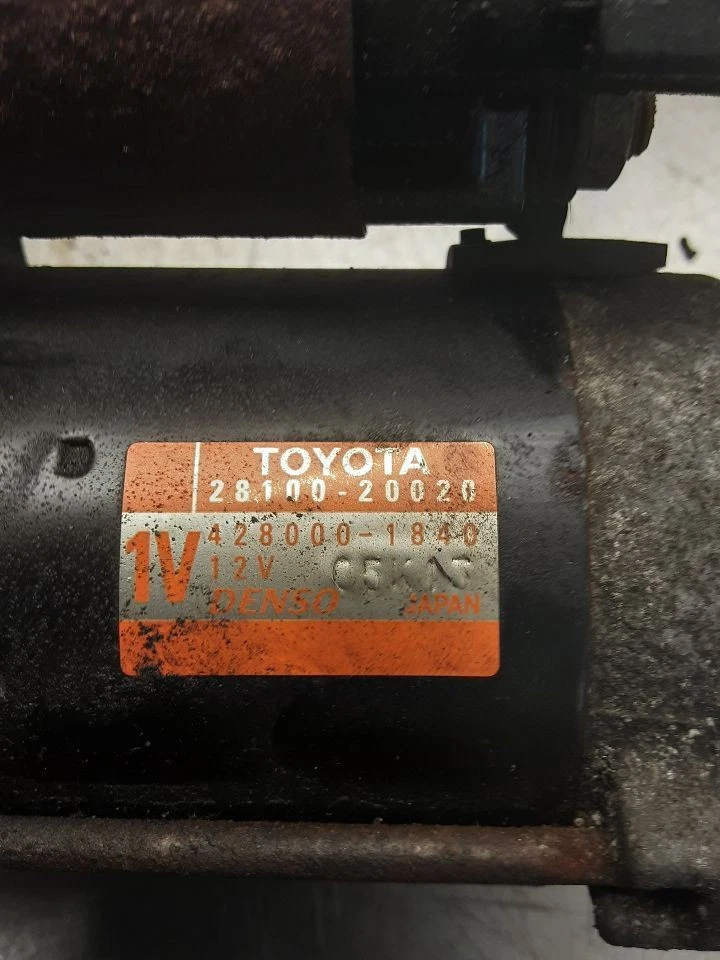 TOYOTA
28100-20020
1V
428000-1840
12V
DENSO JAPAN